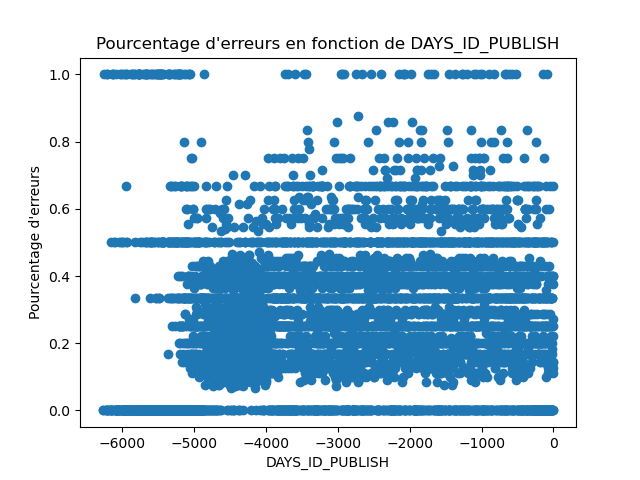 Pourcentage d'erreurs en fonction de DAYS_ID_PUBLISH
1.0
0.8
0.6
0.4
0.2
0.0
Pourcentage d'erreurs
−6000 −5000 −4000 −3000 −2000 −1000 0
DAYS_ID_PUBLISH